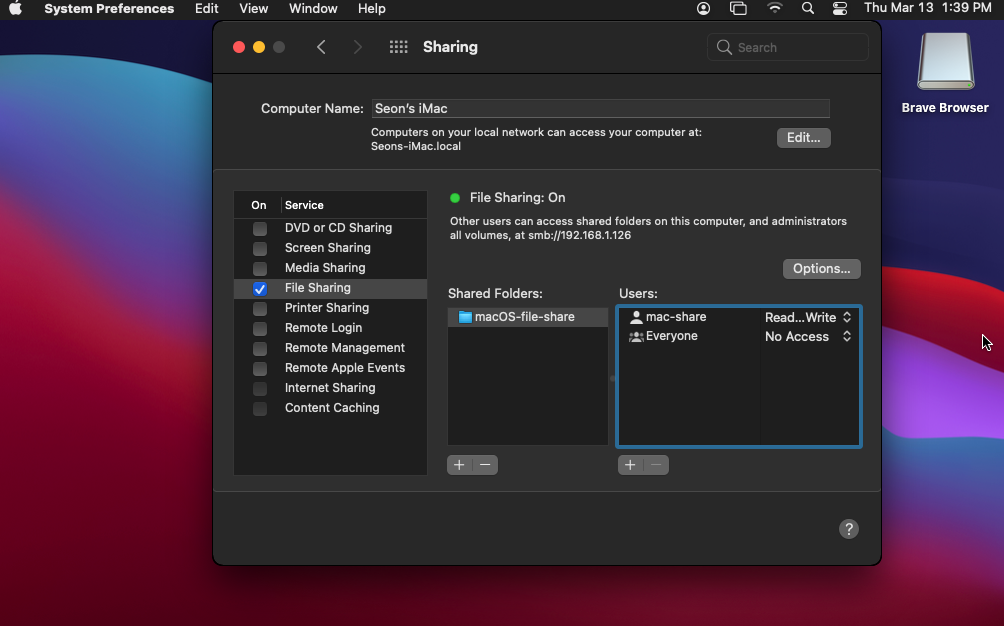 System Preferences Edit View Window Help Thu Mar 13 1:39 PM
Sharing
Search
Brave Browser
Computer Name: Seon's iMac
Computers on your local network can access your computer at:
Seons-iMac.local
Edit...
On Service
DVD or CD Sharing
Screen Sharing
Media Sharing
File Sharing
Printer Sharing
Remote Login
Remote Management
Remote Apple Events
Internet Sharing
Content Caching
File Sharing: On
Other users can access shared folders on this computer, and administrators
all volumes, at smb://192.168.1.126
Options...
Shared Folders:
macOS-file-share
Users:
mac-share Read...Write
Everyone No Access
+ −
+ −
?